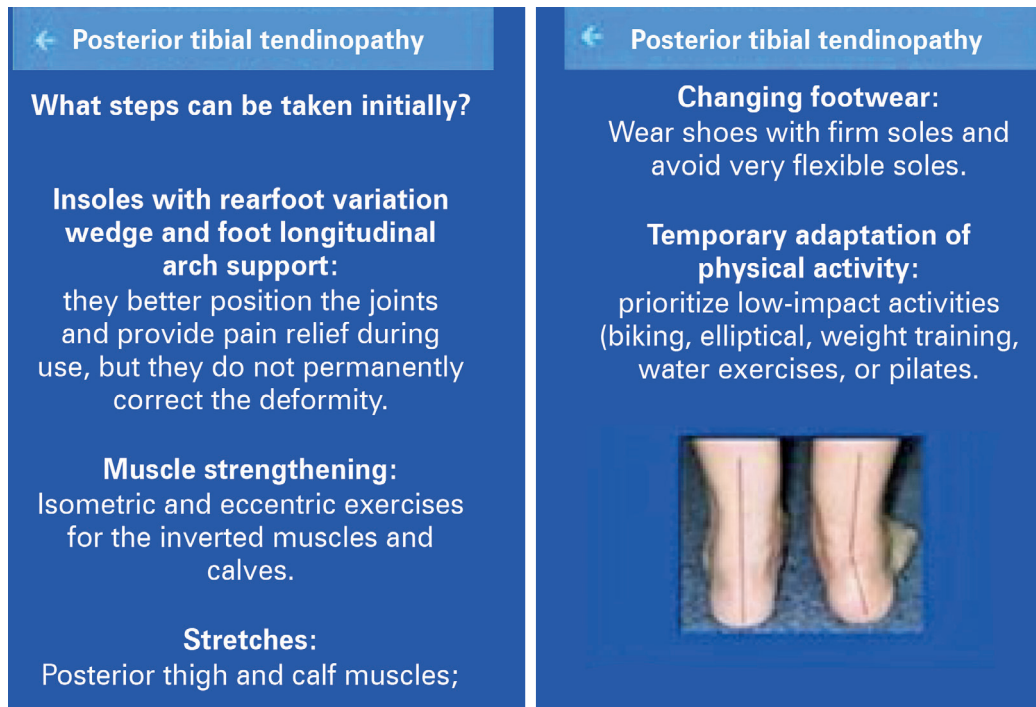 Posterior tibial tendinopathy
What steps can be taken initially?
Insoles with rearfoot variation
wedge and foot longitudinal
arch support:
they better position the joints
and provide pain relief during
use, but they do not permanently
correct the deformity.
Muscle strengthening:
Isometric and eccentric exercises
for the inverted muscles and
calves.
Stretches:
Posterior thigh and calf muscles;
Posterior tibial tendinopathy
Changing footwear:
Wear shoes with firm soles and
avoid very flexible soles.
Temporary adaptation of
physical activity:
prioritize low-impact activities
(biking, elliptical, weight training,
water exercises, or pilates.